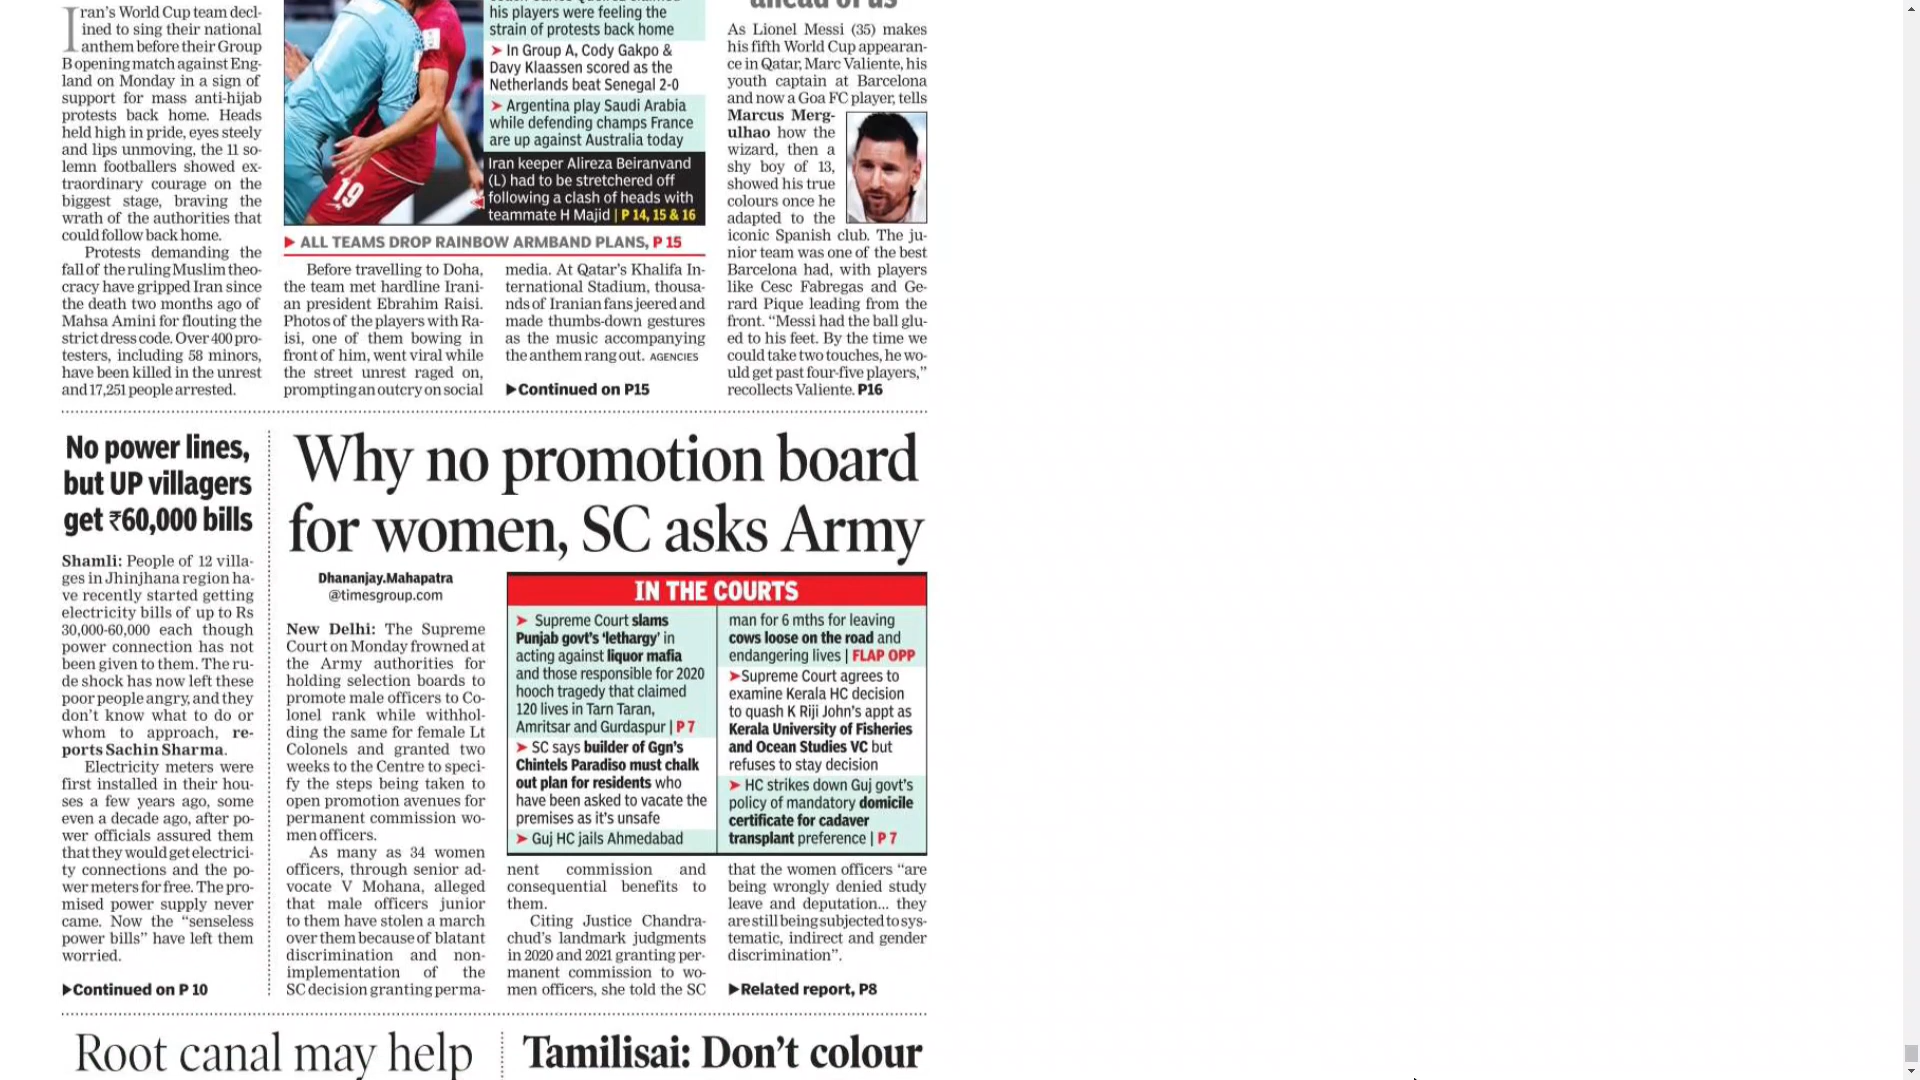 Iran's World Cup team decl-
ined to sing their national
anthem before their Group
B opening match against Eng-
land on Monday in a sign of
support for mass anti-hijab
protests back home. Heads
held high in pride, eyes steely
and lips unmoving, the 11 so-
lemn footballers showed ex-
traordinary courage on the
biggest stage, braving the
wrath of the authorities that
could follow back home.
Protests demanding the
fall of the ruling Muslim theo-
cracy have gripped Iran since
the death two months ago of
Mahsa Amini for flouting the
strict dress code. Over 400 pro-
testers, including 58 minors,
have been killed in the unrest
and 17,251 people arrested.
19
his players were feeling the
strain of protests back home
➤ In Group A, Cody Gakpo &
Davy Klaassen scored as the
Netherlands beat Senegal 2-0
➤ Argentina play Saudi Arabia
while defending champs France
are up against Australia today
Iran keeper Alireza Beiranvand
(L) had to be stretchered off
following a clash of heads with
teammate H Majid | P 14, 15 & 16
▶ ALL TEAMS DROP RAINBOW ARMBAND PLANS, P 15
Before travelling to Doha,
the team met hardline Irani-
an president Ebrahim Raisi.
Photos of the players with Ra-
isi, one of them bowing in
front of him, went viral while
the street unrest raged on,
prompting an outcry on social
media. At Qatar's Khalifa In-
ternational Stadium, thousa-
nds of Iranian fans jeered and
made thumbs-down gestures
as the music accompanying
the anthem rang out. AGENCIES
▶Continued on P15
ahead of us
As Lionel Messi (35) makes
his fifth World Cup appearan-
ce in Qatar, Marc Valiente, his
youth captain at Barcelona
and now a Goa FC player, tells
Marcus Merg-
ulhao how the
wizard, then a
shy boy of 13,
showed his true
colours once he
adapted to the
iconic Spanish club. The ju-
nior team was one of the best
Barcelona had, with players
like Cesc Fabregas and Ge-
rard Pique leading from the
front. “Messi had the ball glu-
ed to his feet. By the time we
could take two touches, he wo-
uld get past four-five players,”
recollects Valiente. P16
No power lines,
but UP villagers
get ₹60,000 bills
Shamli: People of 12 villa-
ges in Jhinjhana region ha-
ve recently started getting
electricity bills of up to Rs
30,000-60,000 each though
power connection has not
been given to them. The ru-
de shock has now left these
poor people angry, and they
don't know what to do or
whom to approach, re-
ports Sachin Sharma.
Electricity meters were
first installed in their hou-
ses a few years ago, some
even a decade ago, after po-
wer officials assured them
that they would get electrici-
ty connections and the po-
wer meters for free. The pro-
mised power supply never
came. Now the “senseless
power bills” have left them
worried.
▶Continued on P 10
Why no promotion board
for women, SC asks Army
Dhananjay.Mahapatra
@timesgroup.com
New Delhi: The Supreme
Court on Monday frowned at
the Army authorities for
holding selection boards to
promote male officers to Co-
lonel rank while withhol-
ding the same for female Lt
Colonels and granted two
weeks to the Centre to speci-
fy the steps being taken to
open promotion avenues for
permanent commission wo-
men officers.
As many as 34 women
officers, through senior ad-
vocate V Mohana, alleged
that male officers junior
to them have stolen a march
over them because of blatant
discrimination and non-
implementation of the
SC decision granting perma-
IN THE COURTS
➤ Supreme Court slams
Punjab govt's ‘lethargy’ in
acting against liquor mafia
and those responsible for 2020
hooch tragedy that claimed
120 lives in Tarn Taran,
Amritsar and Gurdaspur | P 7
➤ SC says builder of Ggn's
Chintels Paradiso must chalk
out plan for residents who
have been asked to vacate the
premises as it's unsafe
➤ Guj HC jails Ahmedabad
man for 6 mths for leaving
cows loose on the road and
endangering lives | FLAP OPP
➤Supreme Court agrees to
examine Kerala HC decision
to quash K Riji John's appt as
Kerala University of Fisheries
and Ocean Studies VC but
refuses to stay decision
➤ HC strikes down Guj govt's
policy of mandatory domicile
certificate for cadaver
transplant preference | P 7
nent commission and
consequential benefits to
them.
Citing Justice Chandra-
chud's landmark judgments
in 2020 and 2021 granting per-
manent commission to wo-
men officers, she told the SC
that the women officers “are
being wrongly denied study
leave and deputation... they
are still being subjected to sys-
tematic, indirect and gender
discrimination”.
▶Related report, P8
Root canal may help
Tamilisai: Don't colour